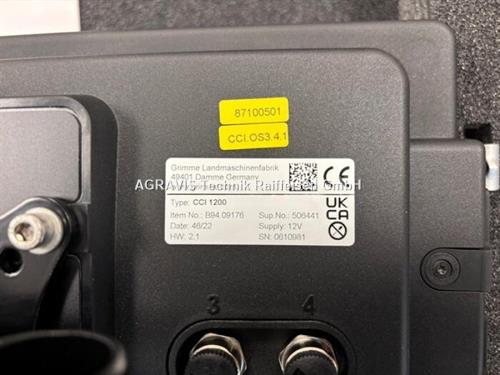 87100501
CCI.OS3.4.1
Grimme Landmaschinenfabrik
49401 Damme Germany
AGRAVIS Technik Raiffeisen GmbH
Type: CCI 1200
Item No.: B94.09176 Sup.No.: 506441
Date: 46/22 Supply: 12V
HW: 2.1 SN: 0610981
CE
UK
CA
3 4